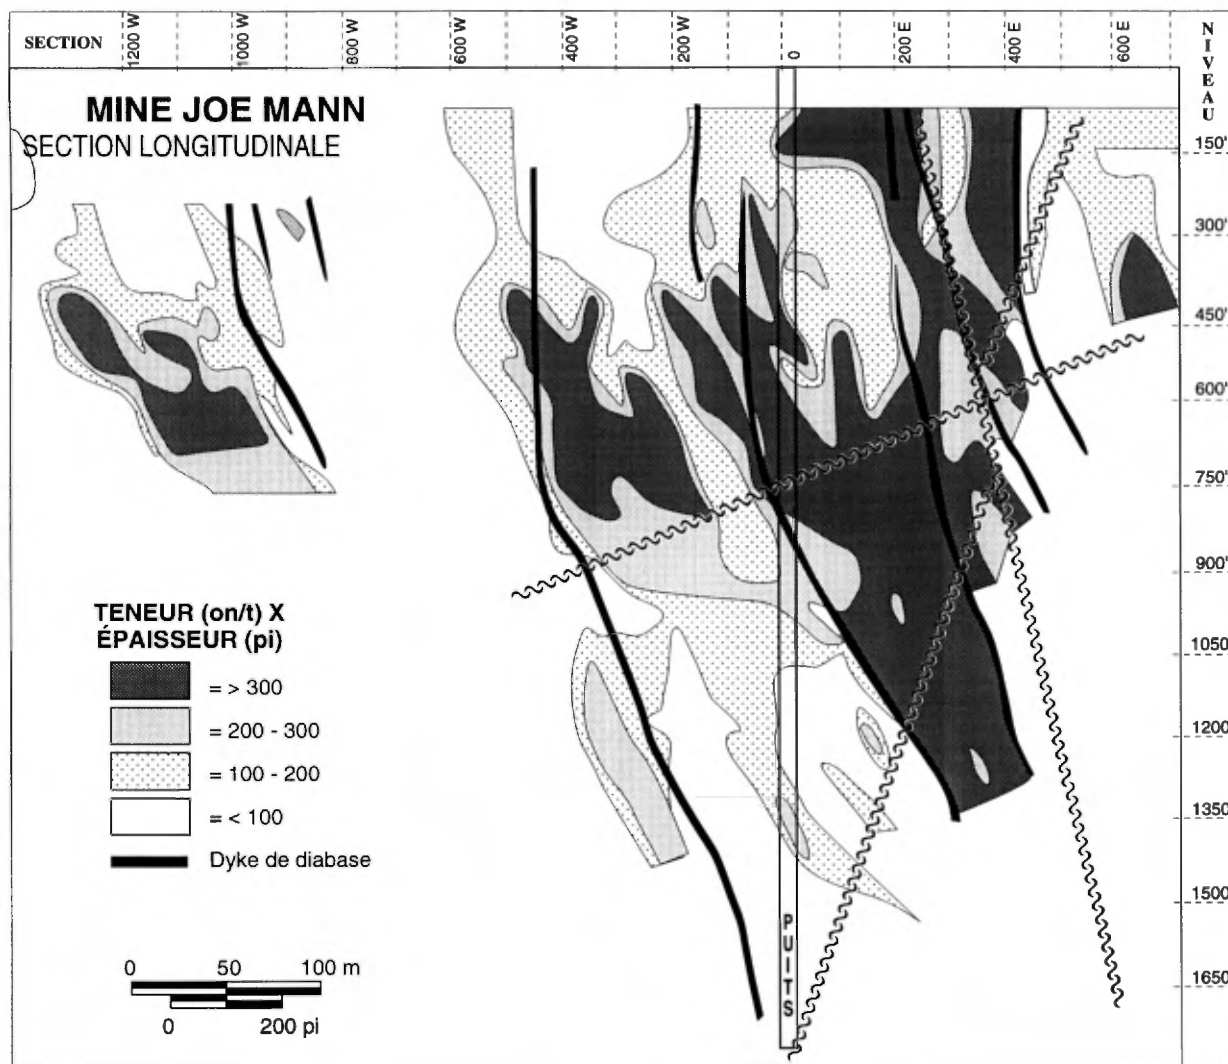 SECTION
1200 W
1000 W
800 W
600 W
400 W
200 W
0
200 E
400 E
600 E
NIVEAU
MINE JOE MANN
SECTION LONGITUDINALE
150'
300'
450'
600'
750'
900'
1050
1200
1350
1500
1650
TENEUR (on/t) X
ÉPAISSEUR (pi)
= > 300
= 200 - 300
= 100 - 200
= < 100
Dyke de diabase
0 50 100 m
0 200 pi
PUITS